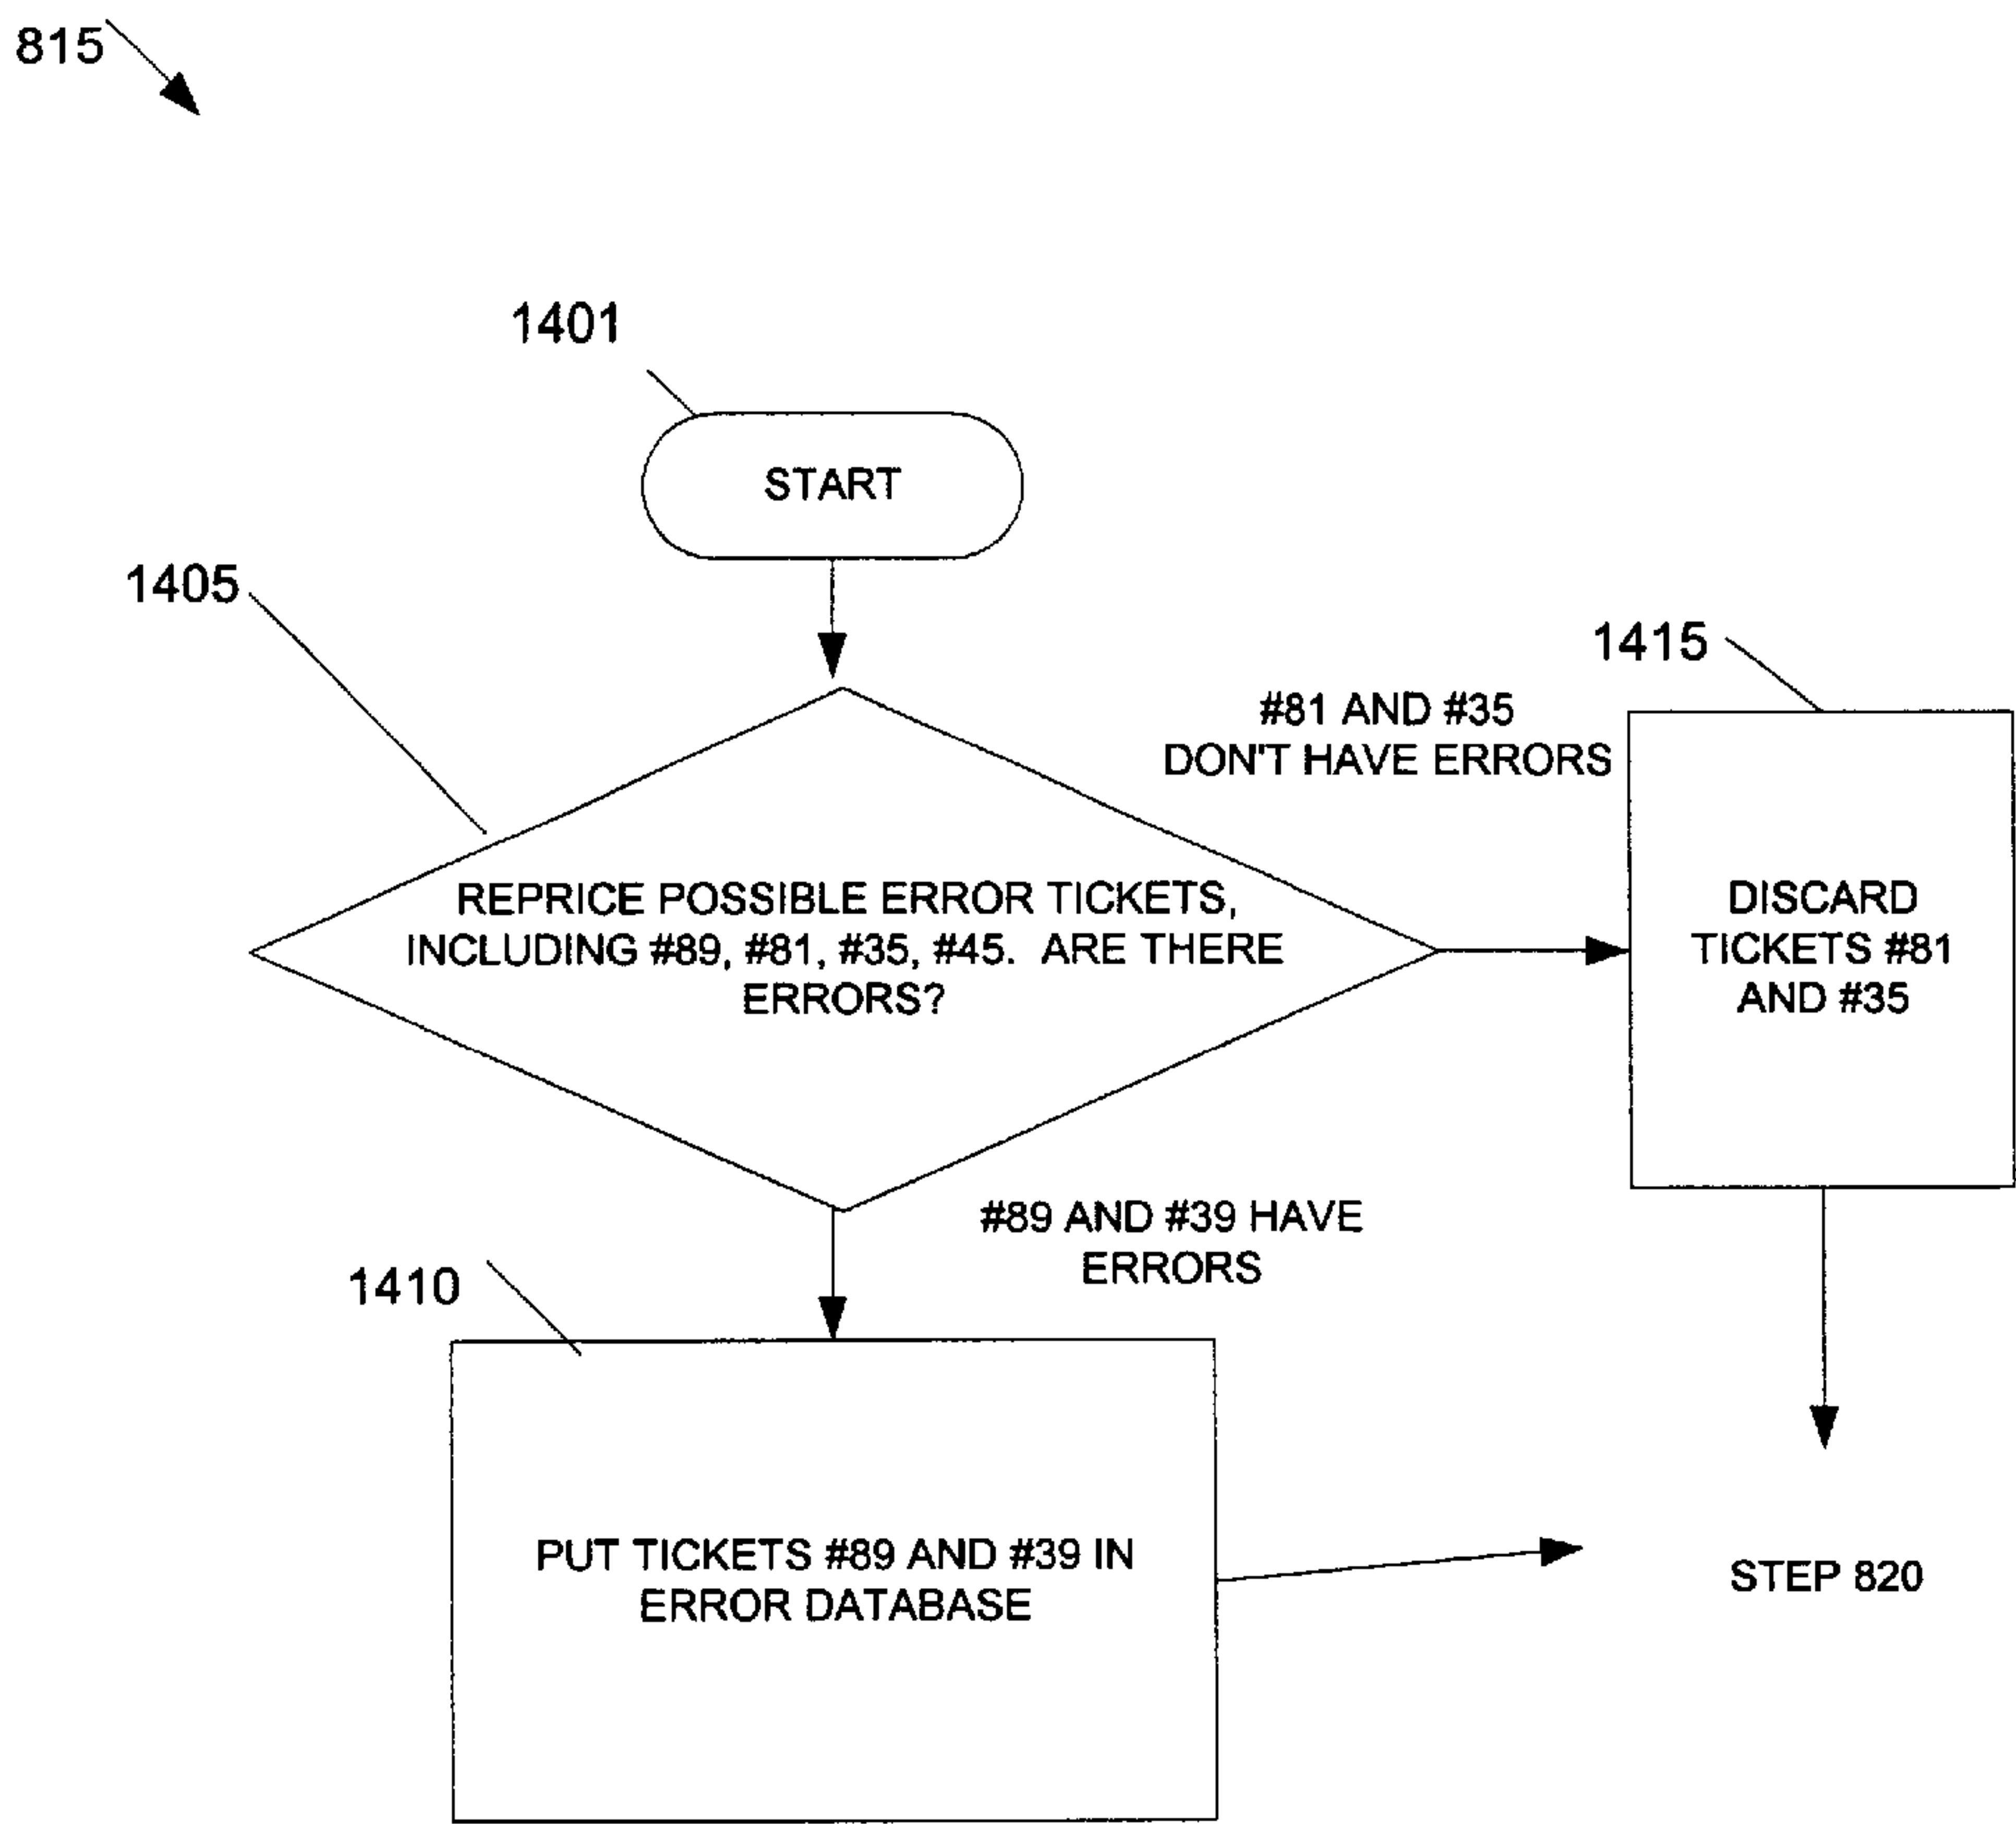 815
1401
START
1405
1415
#81 AND #35
DON'T HAVE ERRORS
REPRICE POSSIBLE ERROR TICKETS,
INCLUDING #89, #81, #35, #45. ARE THERE
ERRORS?
DISCARD
TICKETS #81
AND #35
#89 AND #39 HAVE
ERRORS
1410
PUT TICKETS #89 AND #39 IN
ERROR DATABASE
STEP 820